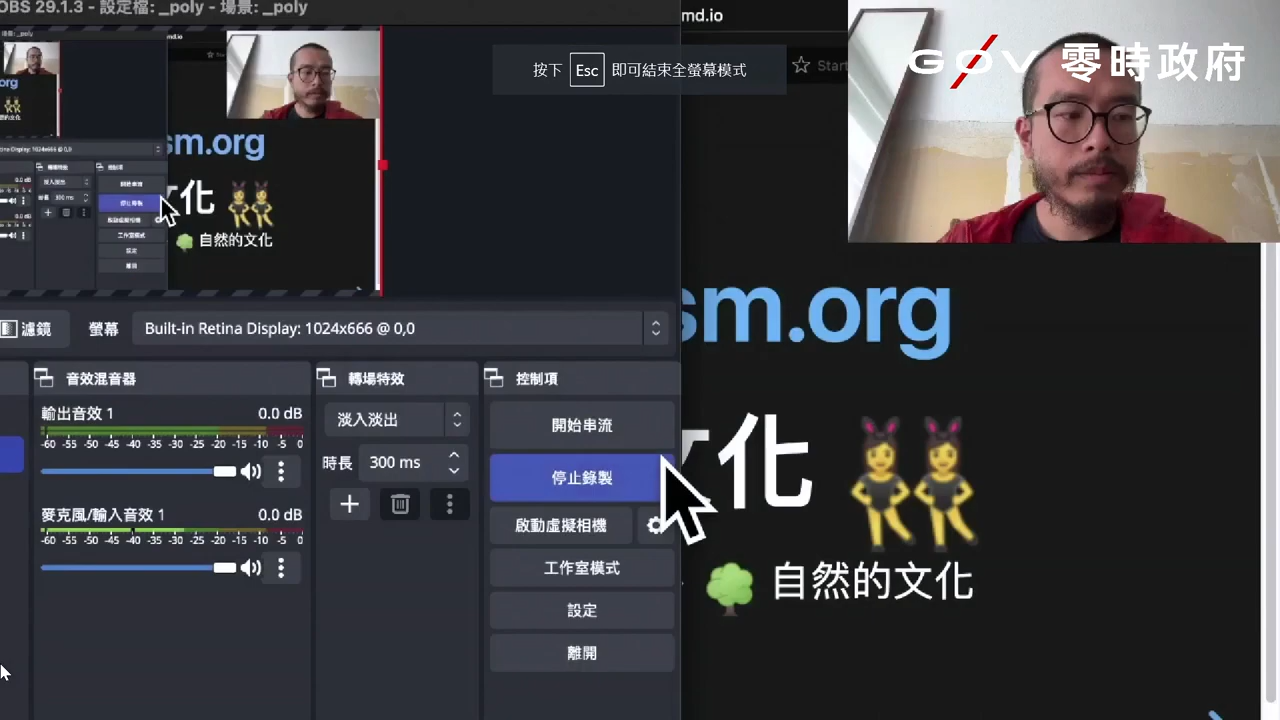 OBS 29.1.3 - 設定檔: _poly - 場景: _poly
md.io
按下 Esc 即可結束全螢幕模式
Start
G0V 零時政府
sm.org
文化
自然的文化
濾鏡
螢幕
Built-in Retina Display: 1024x666 @ 0,0
音效混音器
轉場特效
控制項
輸出音效 1
0.0 dB
-60 -55 -50 -45 -40 -35 -30 -25 -20 -15 -10 -5 0
麥克風/輸入音效 1
0.0 dB
-60 -55 -50 -45 -40 -35 -30 -25 -20 -15 -10 -5 0
淡入淡出
時長
300 ms
開始串流
停止錄製
啟動虛擬相機
工作室模式
設定
離開
sm.org
化
自然的文化